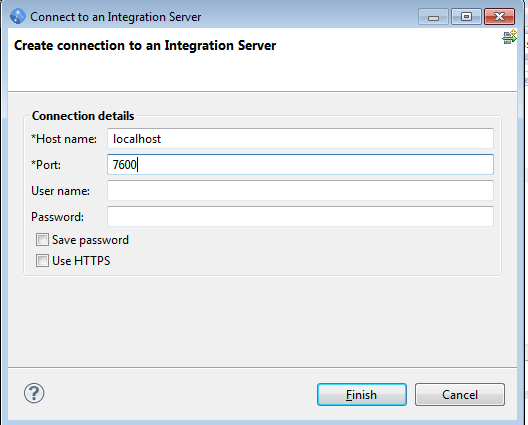 Connect to an Integration Server
Create connection to an Integration Server
Connection details
*Host name: localhost
*Port: 7600
User name:
Password:
Save password
Use HTTPS
? Finish Cancel